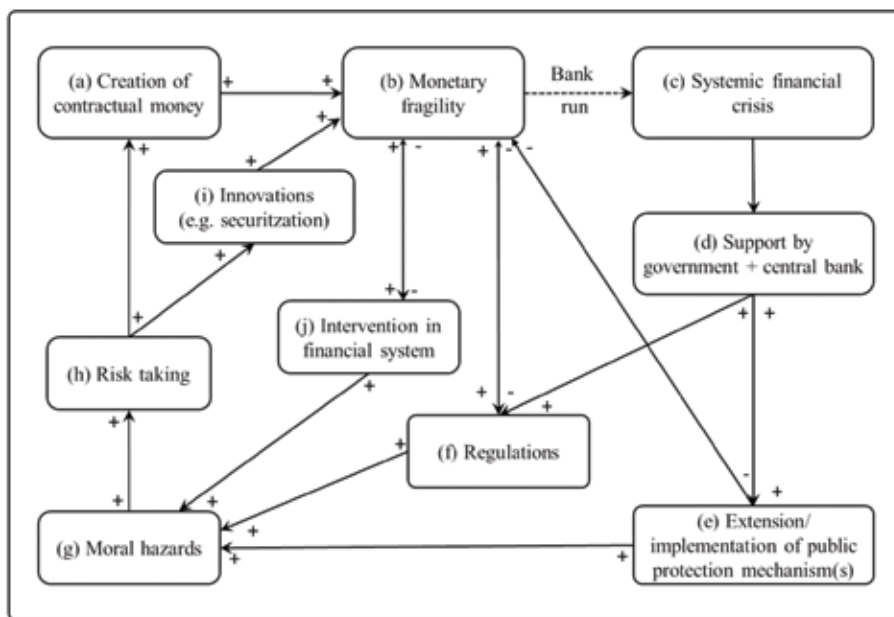 (a) Creation of
contractual money
+
+
(b) Monetary
fragility
Bank
run
(c) Systemic financial
crisis
+
+
+
+ -
+ - -
(i) Innovations
(e.g. securitzation)
+
(d) Support by
government + central bank
+
+
+ -
+ +
(j) Intervention in
financial system
(h) Risk taking
+
+
+ -
+
+
(f) Regulations
-
+
+
+
+
(g) Moral hazards
+
+
+
(e) Extension/
implementation of public
protection mechanism(s)